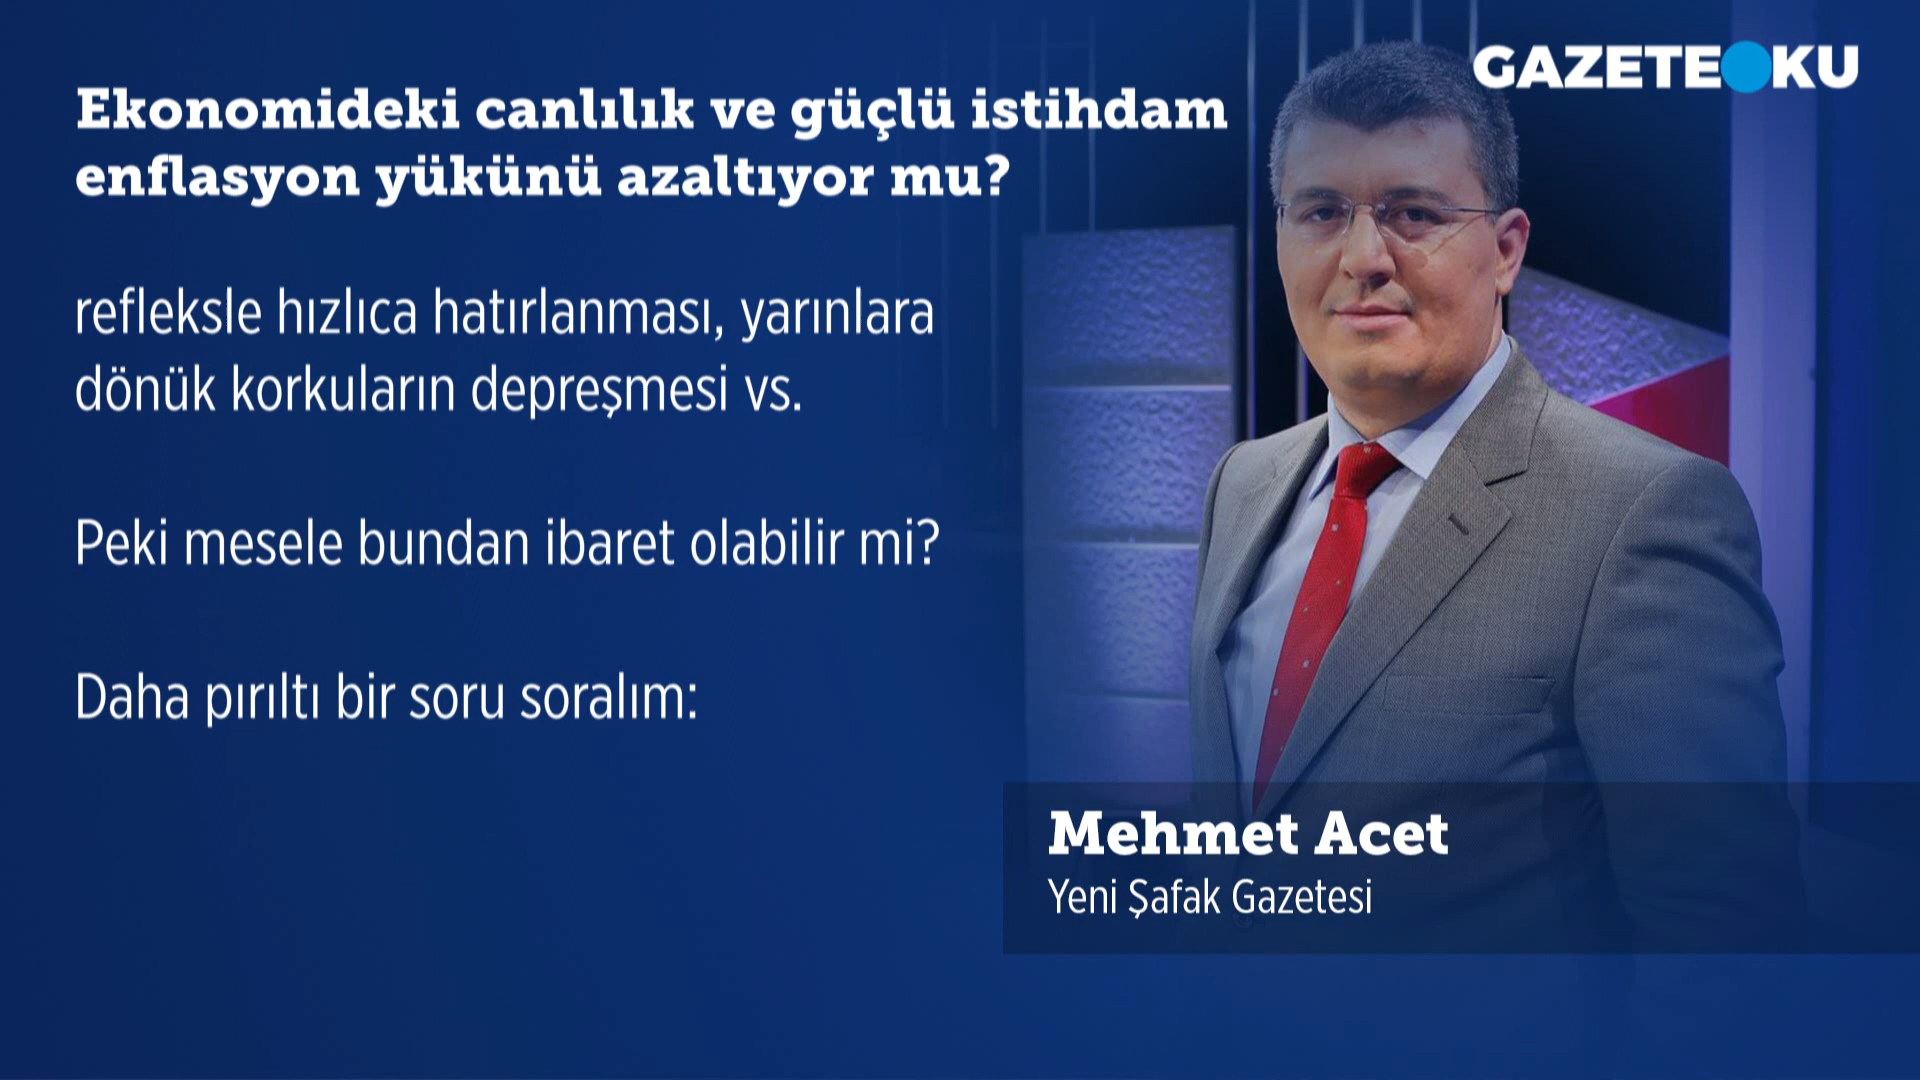 GAZETE OKU
Ekonomideki canlılık ve güçlü istihdam
enflasyon yükünü azaltıyor mu?
refleksle hızlıca hatırlanması, yarınlara
dönük korkuların depreşmesi vs.
Peki mesele bundan ibaret olabilir mi?
Daha pırıltı bir soru soralım:
Mehmet Acet
Yeni Şafak Gazetesi